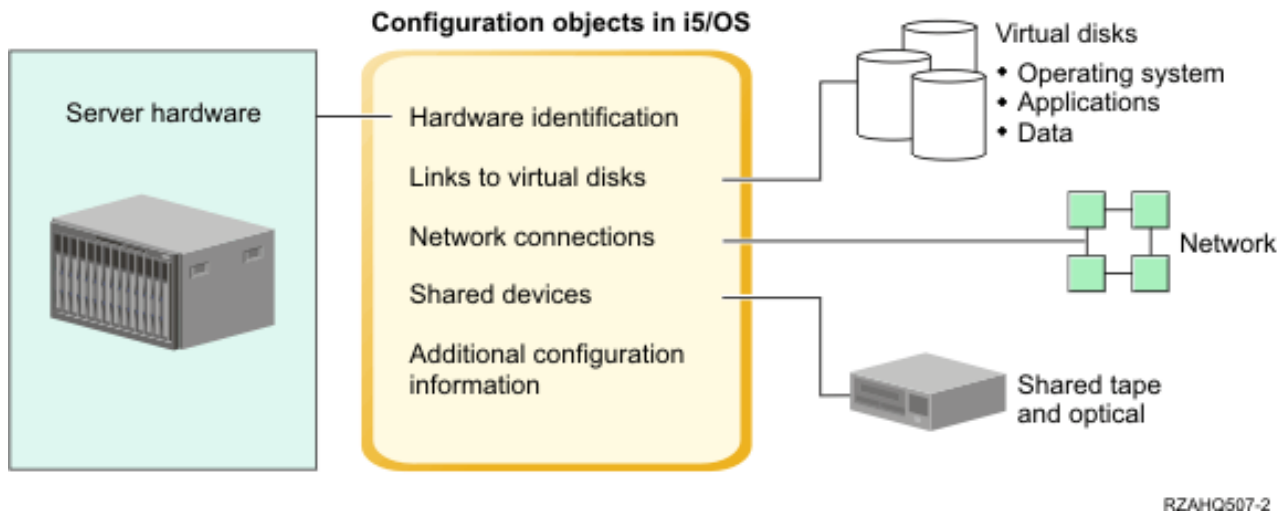 Configuration objects in i5/OS
Server hardware
Hardware identification
Links to virtual disks
Network connections
Shared devices
Additional configuration
information
Virtual disks
• Operating system
• Applications
• Data
Network
Shared tape
and optical
RZAHQ507-2